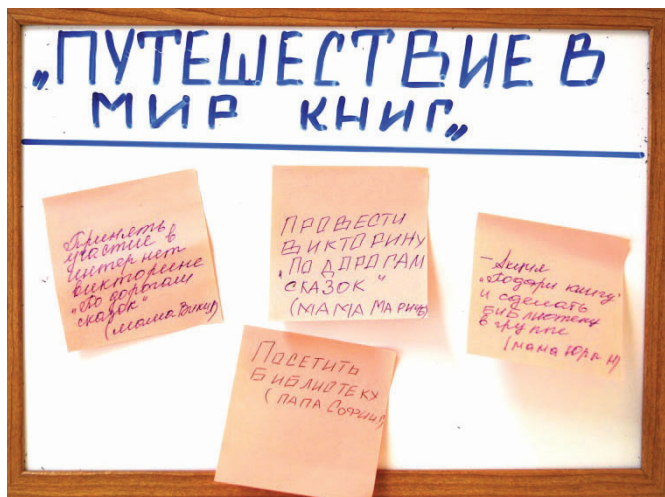 „ПУТЕШЕСТВИЕ В
МИР КНИГ„
Принять
участие в
интернет
викторине
"По дорогам
сказок"
(мама Вики)
ПРОВЕСТИ
ВИКТОРИНУ
„ПО ДОРОГАМ
СКАЗОК"
(МАМА МАРИНЫ)
- Акция
"Подари книгу"
и сделать
библиотеку
в группе
(мама Юры Н)
ПОСЕТИТЬ
БИБЛИОТЕКУ
(ПАПА СОФИИ)